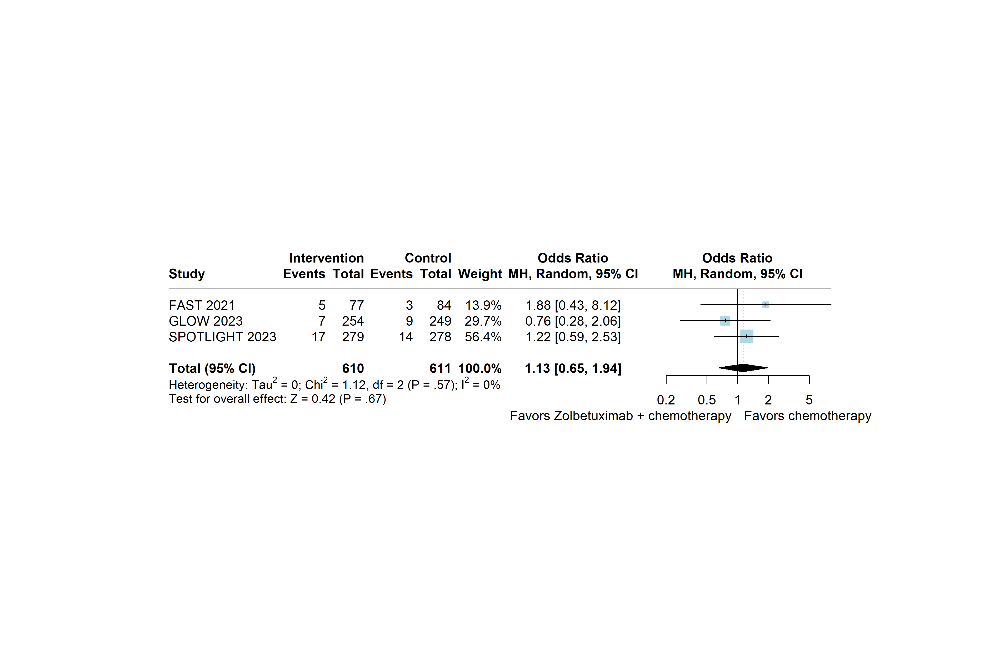 Intervention Control Odds Ratio Odds Ratio
Study Events Total Events Total Weight MH, Random, 95% CI MH, Random, 95% CI
FAST 2021 5 77 3 84 13.9% 1.88 [0.43, 8.12]
GLOW 2023 7 254 9 249 29.7% 0.76 [0.28, 2.06]
SPOTLIGHT 2023 17 279 14 278 56.4% 1.22 [0.59, 2.53]
Total (95% CI) 610 611 100.0% 1.13 [0.65, 1.94]
Heterogeneity: Tau² = 0; Chi² = 1.12, df = 2 (P = .57); I² = 0%
Test for overall effect: Z = 0.42 (P = .67)
0.2 0.5 1 2 5
Favors Zolbetuximab + chemotherapy Favors chemotherapy